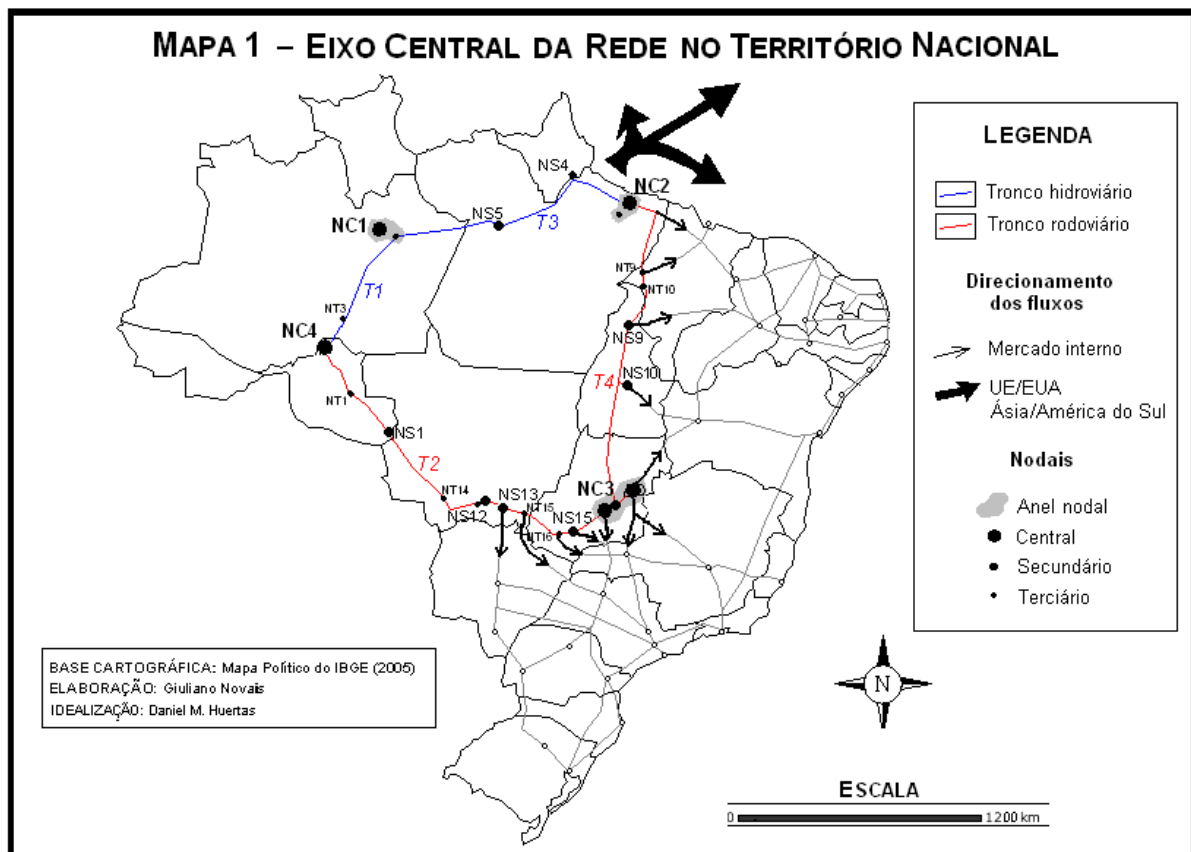 MAPA 1 – EIXO CENTRAL DA REDE NO TERRITÓRIO NACIONAL
NS4
NC2
NC1
NS5
T3
T1
NT3
NC4
NT9
NT10
NS9
T4
NS10
NT1
NS1
T2
NT14
NS12
NS13
NT15
2
NT16
NS15
NC3
LEGENDA
Tronco hidroviário
Tronco rodoviário
Direcionamento
dos fluxos
Mercado interno
UE/EUA
Ásia/América do Sul
Nodais
Anel nodal
Central
Secundário
Terciário
BASE CARTOGRÁFICA: Mapa Político do IBGE (2005)
ELABORAÇÃO: Giuliano Novais
IDEALIZAÇÃO: Daniel M. Huertas
N
ESCALA
0
1200 km